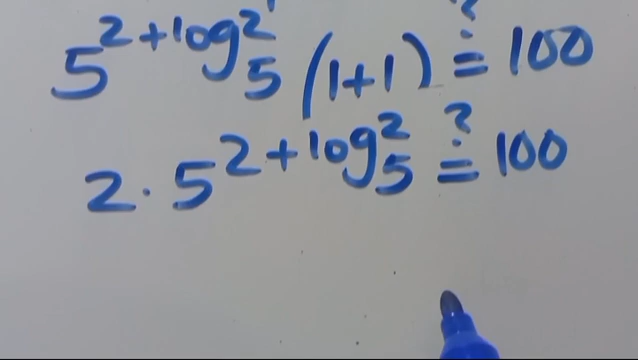 5^{2+log_5^2} (1+1) ?= 100
2 · 5^{2+log_5^2} ?= 100